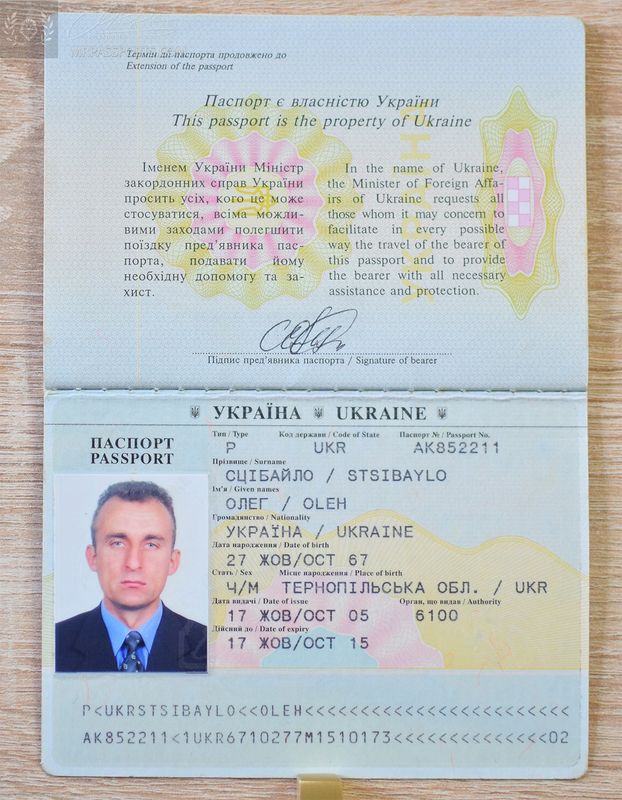 Термін дії паспорта продовжено до
Extension of the passport
Паспорт є власністю України
This passport is the property of Ukraine
Іменем України Міністр
закордонних справ України
просить усіх, кого це може
стосуватися, всіма можли-
вими заходами полегшити
поїздку пред'явника пас-
порта, подавати йому
необхідну допомогу та за-
хист.
In the name of Ukraine,
the Minister of Foreign Affa-
irs of Ukraine requests all
those whom it may concern to
facilitate in every possible
way the travel of the bearer of
this passport and to provide
the bearer with all necessary
assistance and protection.
Підпис пред'явника паспорта / Signature of bearer
УКРАЇНА UKRAINE
ПАСПОРТ
PASSPORT
Тип / Type Код держави / Code of State Паспорт № / Passport No.
P UKR AK852211
Прізвище / Surname
СЦІБАЙЛО / STSIBAYLO
Ім'я / Given names
ОЛЕГ / OLEH
Громадянство / Nationality
УКРАЇНА / UKRAINE
Дата народження / Date of birth
27 ЖОВ/OCT 67
Стать / Sex Місце народження / Place of birth
Ч/M ТЕРНОПІЛЬСЬКА ОБЛ. / UKR
Дата видачі / Date of issue Орган, що видав / Authority
17 ЖОВ/OCT 05 6100
Дійсний до / Date of expiry
17 ЖОВ/OCT 15
P<UKRSTSIBAYLO<<OLEH<<<<<<<<<<<<<<<<<<<<<<<<
AK852211<1UKR6710277M1510173<<<<<<<<<<<<<<02